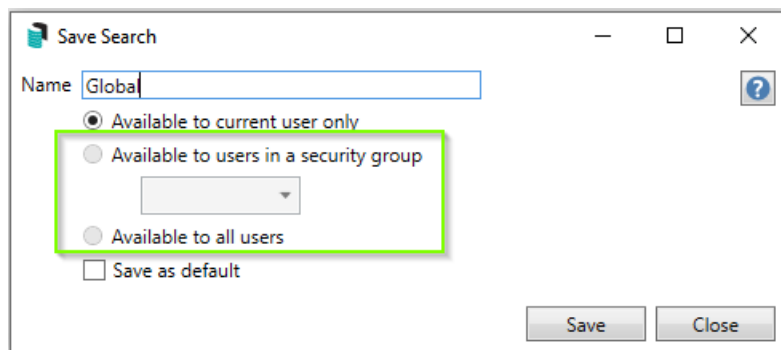 Save Search
Name Global
Available to current user only
Available to users in a security group
Available to all users
Save as default
Save Close